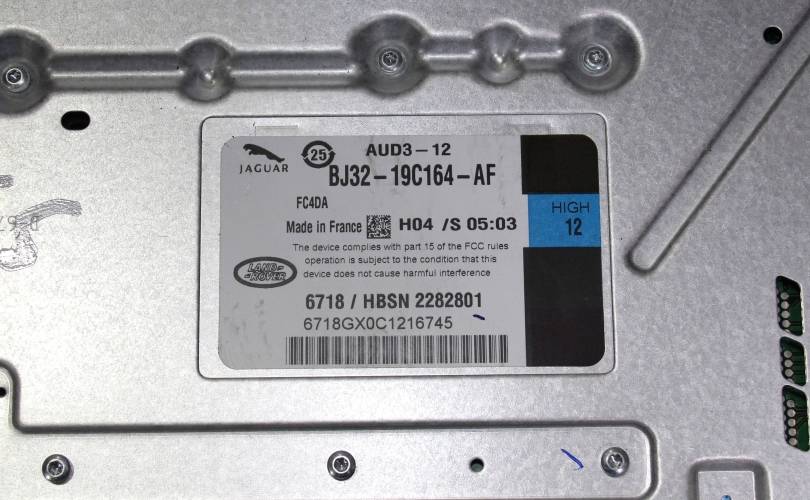 AUD3-12
25
JAGUAR
BJ32-19C164-AF
FC4DA
Made in France H04 /S 05:03
The device complies with part 15 of the FCC rules
operation is subject to the condition that this
device does not cause harmful interference
LAND ROVER
6718 / HBSN 2282801
6718GX0C1216745
HIGH
12